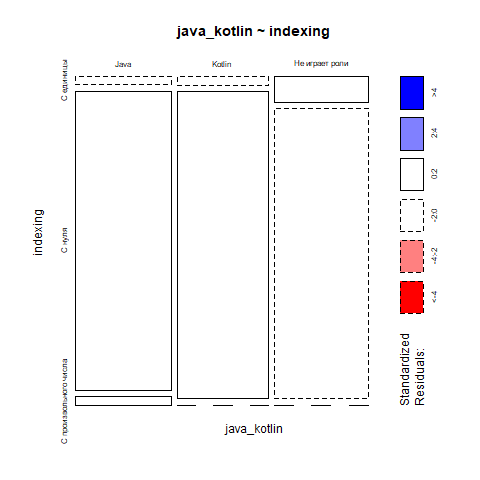 java_kotlin ~ indexing
Java
Kotlin
Не играет роли
С единицы
С нуля
С произвольного числа
indexing
java_kotlin
>4
2:4
0:2
-2:0
-4:-2
<-4
Standardized
Residuals: